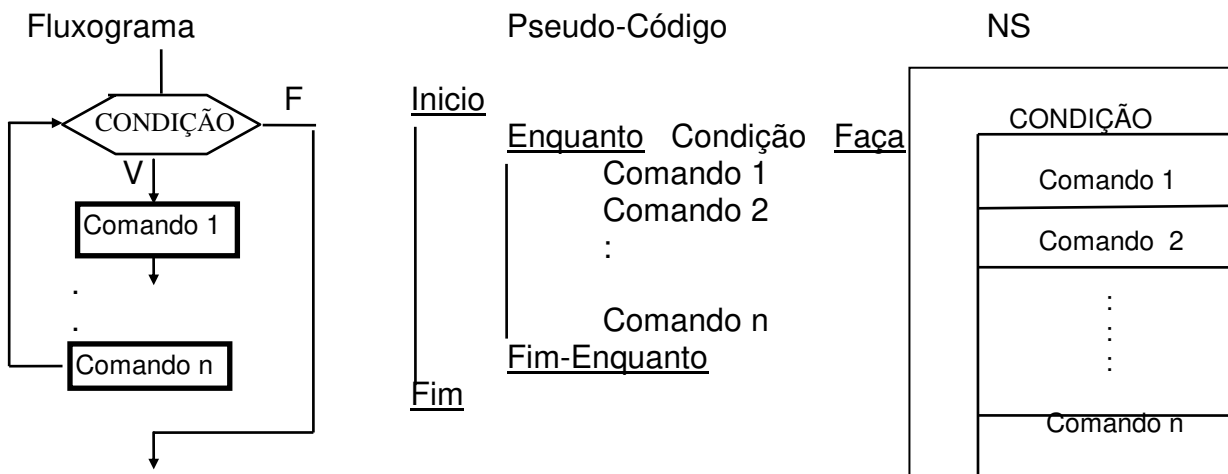 Fluxograma
CONDIÇÃO
F
V
Comando 1
.
.
Comando n
Pseudo-Código
Inicio
Enquanto Condição Faça
Comando 1
Comando 2
:
Comando n
Fim-Enquanto
Fim
NS
CONDIÇÃO
Comando 1
Comando 2
:
:
:
Comando n